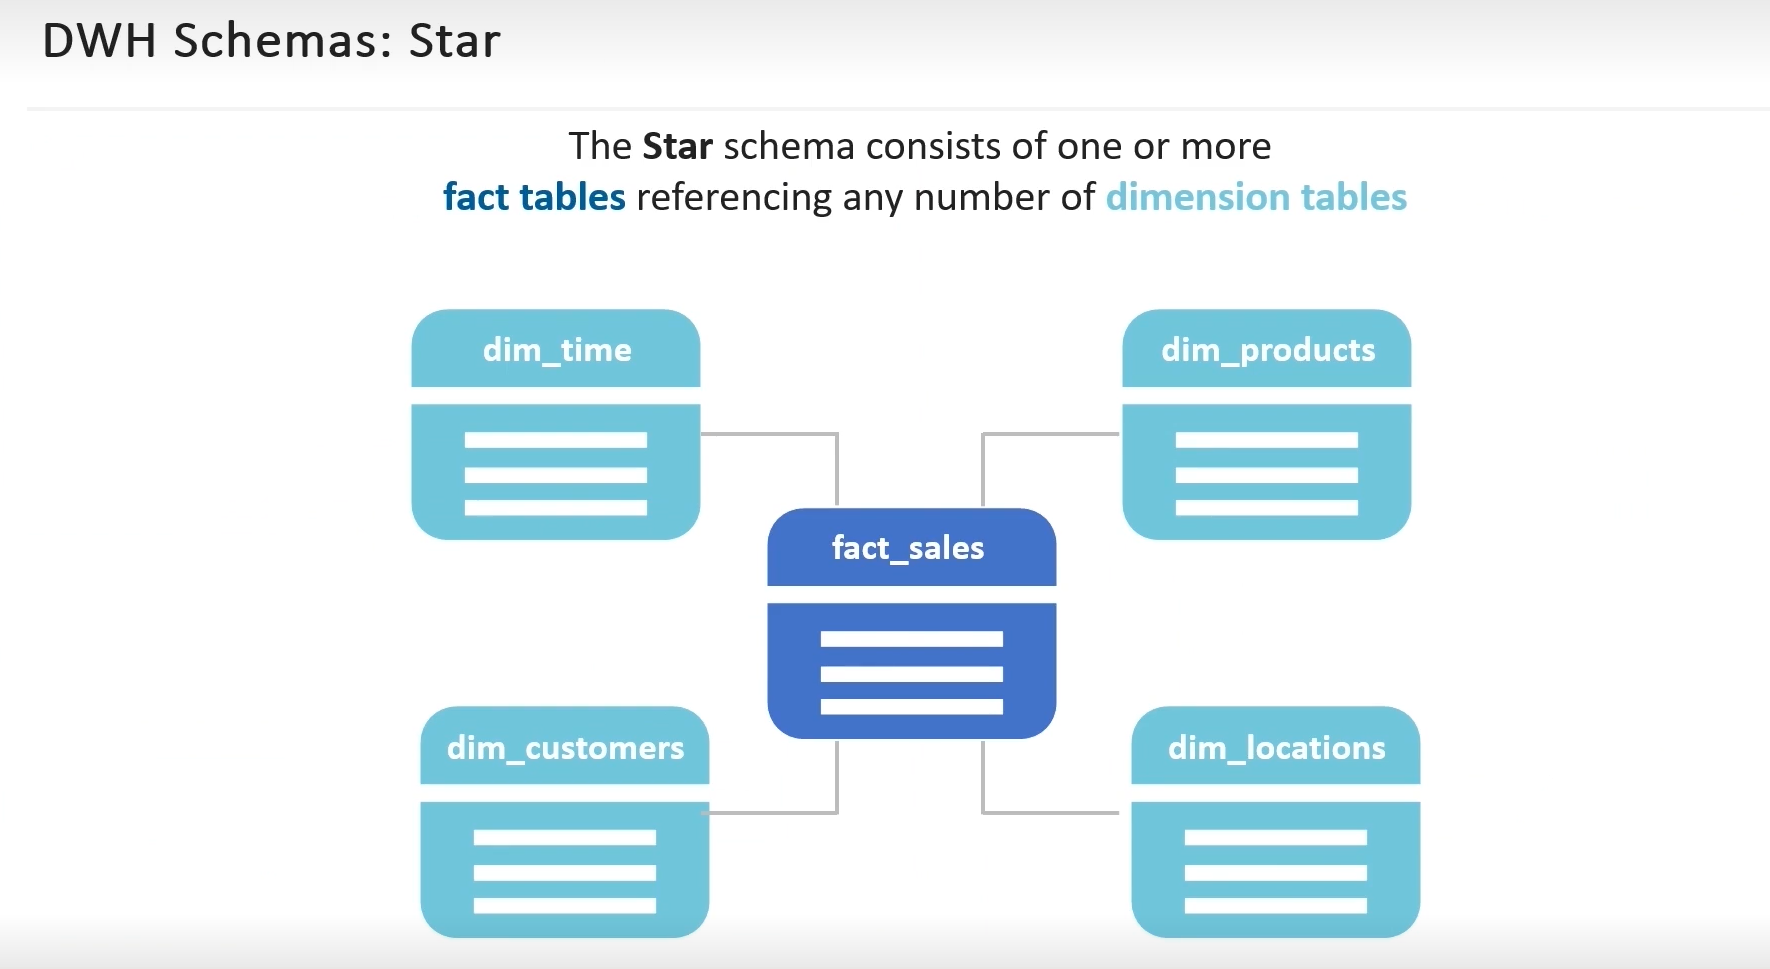 DWH Schemas: Star
The Star schema consists of one or more
fact tables referencing any number of dimension tables
dim_time
dim_products
fact_sales
dim_customers
dim_locations